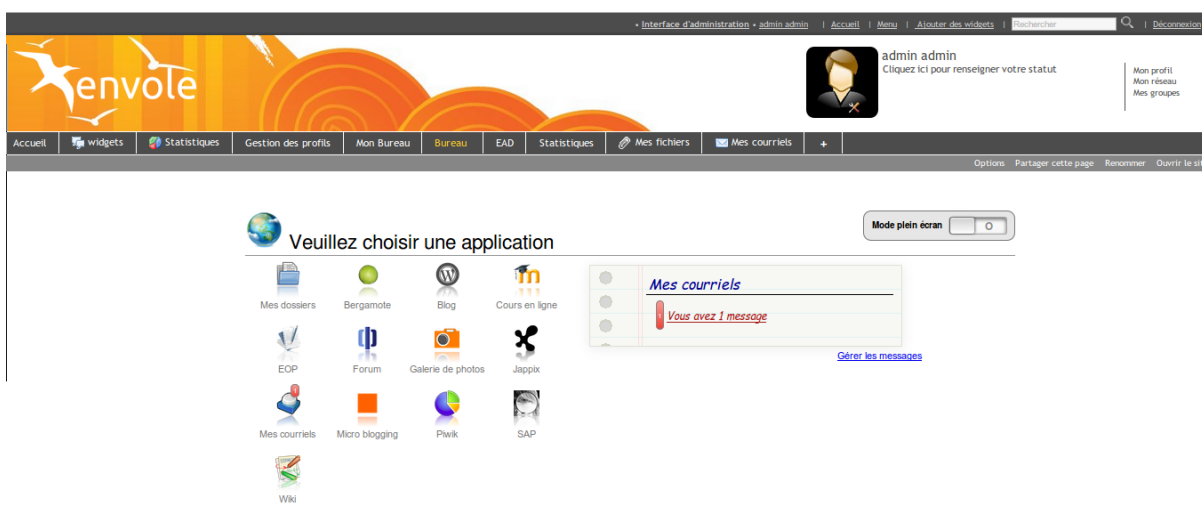 • Interface d'administration • admin admin | Accueil | Menu | Ajouter des widgets | Rechercher | Déconnexion
envole
admin admin
Cliquez ici pour renseigner votre statut
Mon profil
Mon réseau
Mes groupes
Accueil widgets Statistiques Gestion des profils Mon Bureau Bureau EAD Statistiques Mes fichiers Mes courriels +
Options Partager cette page Renommer Ouvrir le sit
Veuillez choisir une application
Mode plein écran O
Mes dossiers Bergamote Blog Cours en ligne
EOP Forum Galerie de photos Jappix
Mes courriels Micro blogging Piwik SAP
Wiki
Mes courriels
Vous avez 1 message
Gérer les messages